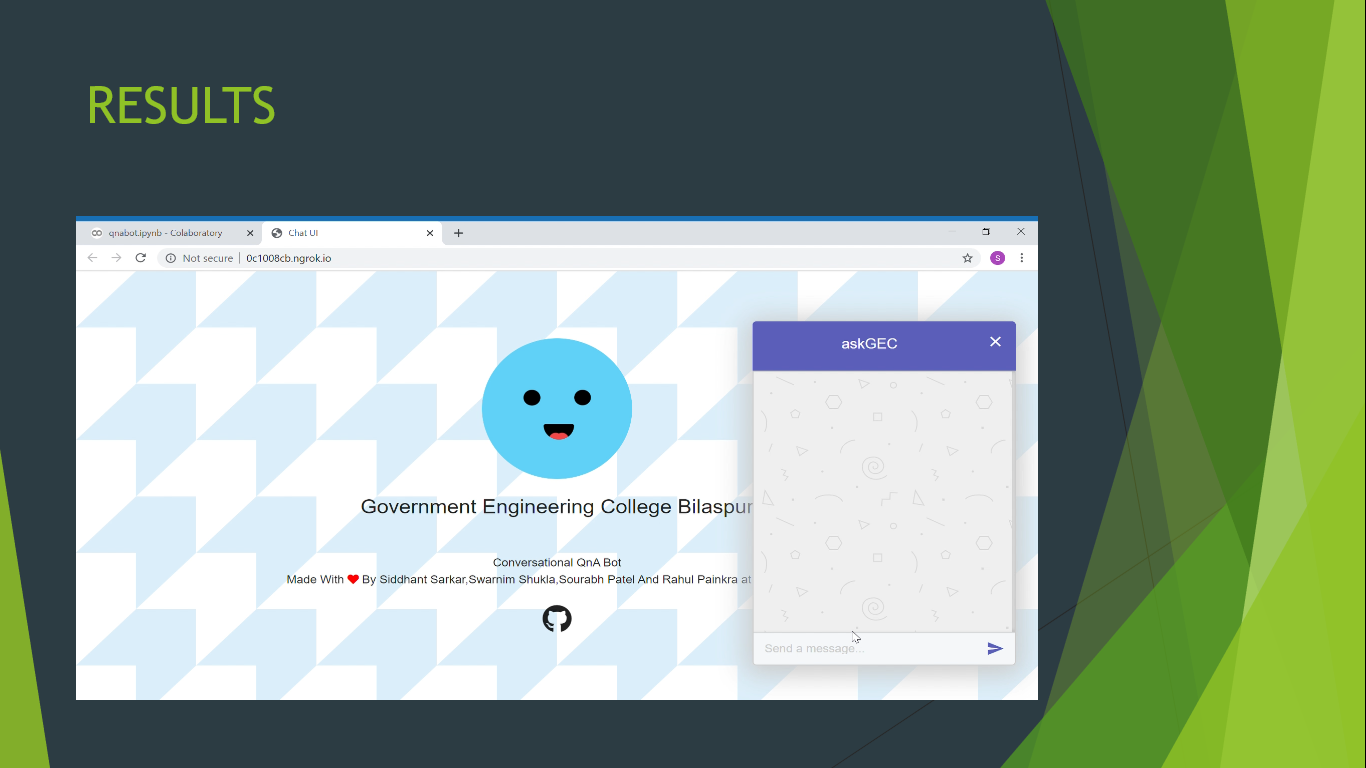 RESULTS
qnabot.ipynb - Colaboratory
Chat UI
Not secure
0c1008cb.ngrok.io
S
askGEC
Government Engineering College Bilaspur
Conversational QnA Bot
Made With ❤ By Siddhant Sarkar,Swarnim Shukla,Sourabh Patel And Rahul Painkra at
Send a message...